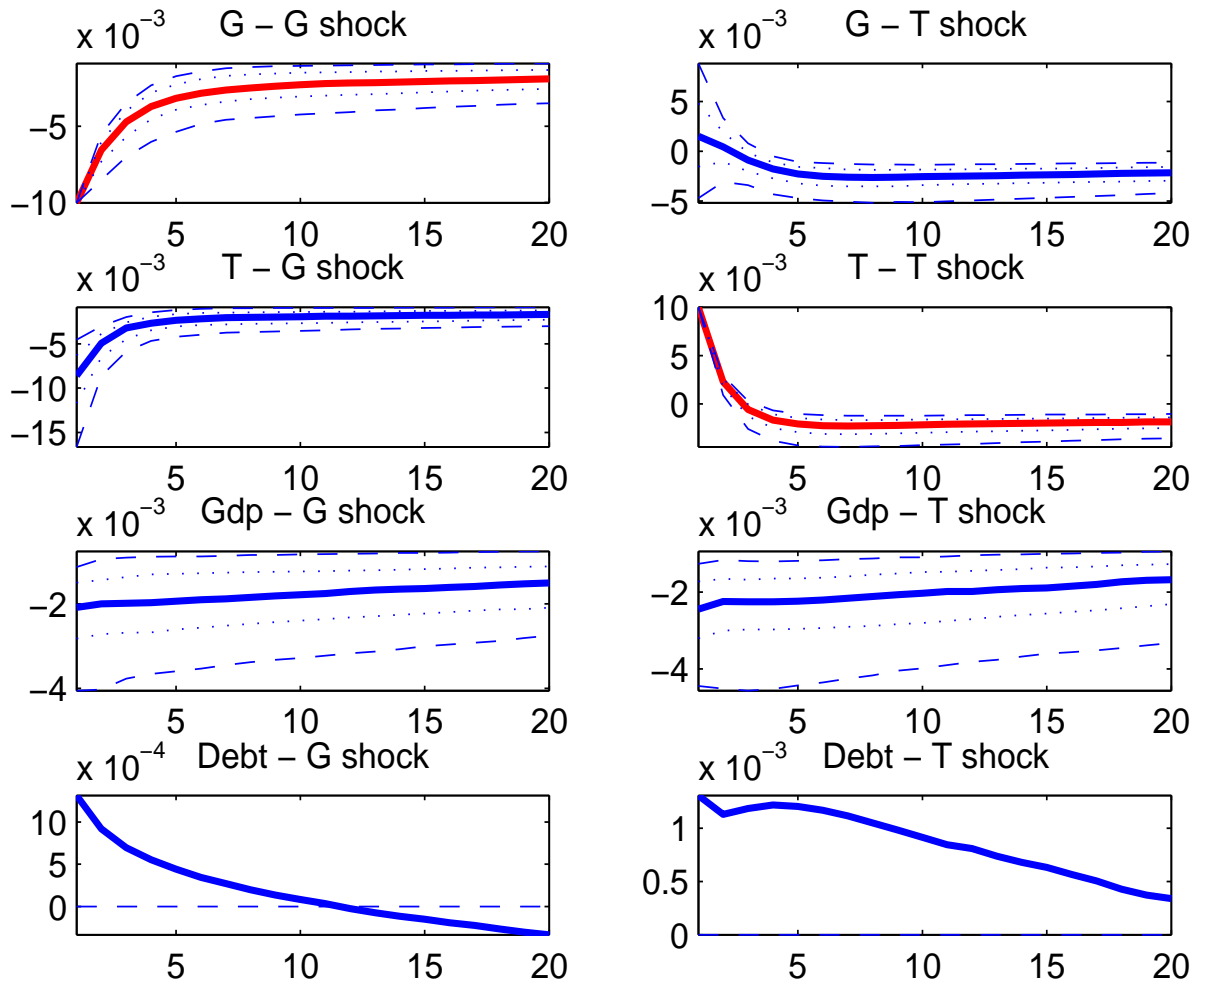 x 10−3 G − G shock
−5
−10
5 10 15 20
x 10−3 G − T shock
5
0
−5
5 10 15 20
x 10−3 T − G shock
−5
−10
−15
5 10 15 20
x 10−3 T − T shock
10
5
0
5 10 15 20
x 10−3 Gdp − G shock
−2
−4
5 10 15 20
x 10−3 Gdp − T shock
−2
−4
5 10 15 20
x 10−4 Debt − G shock
10
5
0
5 10 15 20
x 10−3 Debt − T shock
1
0.5
0
5 10 15 20